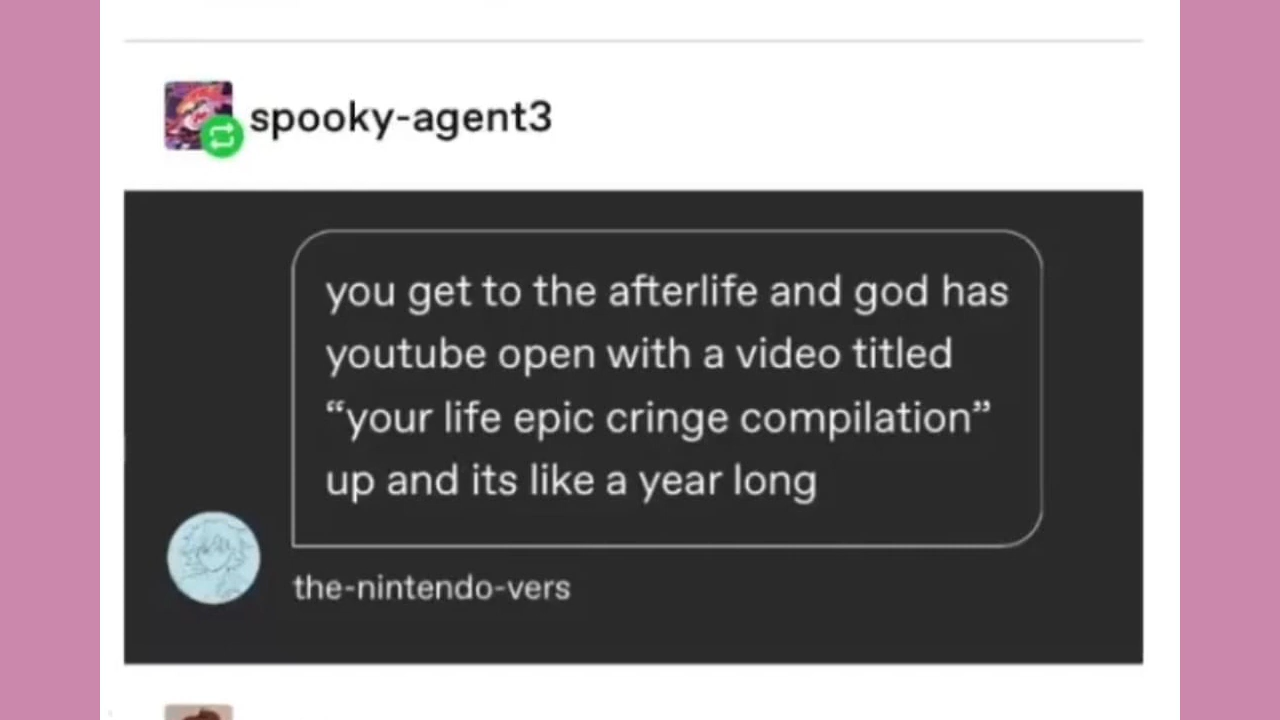 spooky-agent3
you get to the afterlife and god has
youtube open with a video titled
“your life epic cringe compilation”
up and its like a year long
the-nintendo-vers